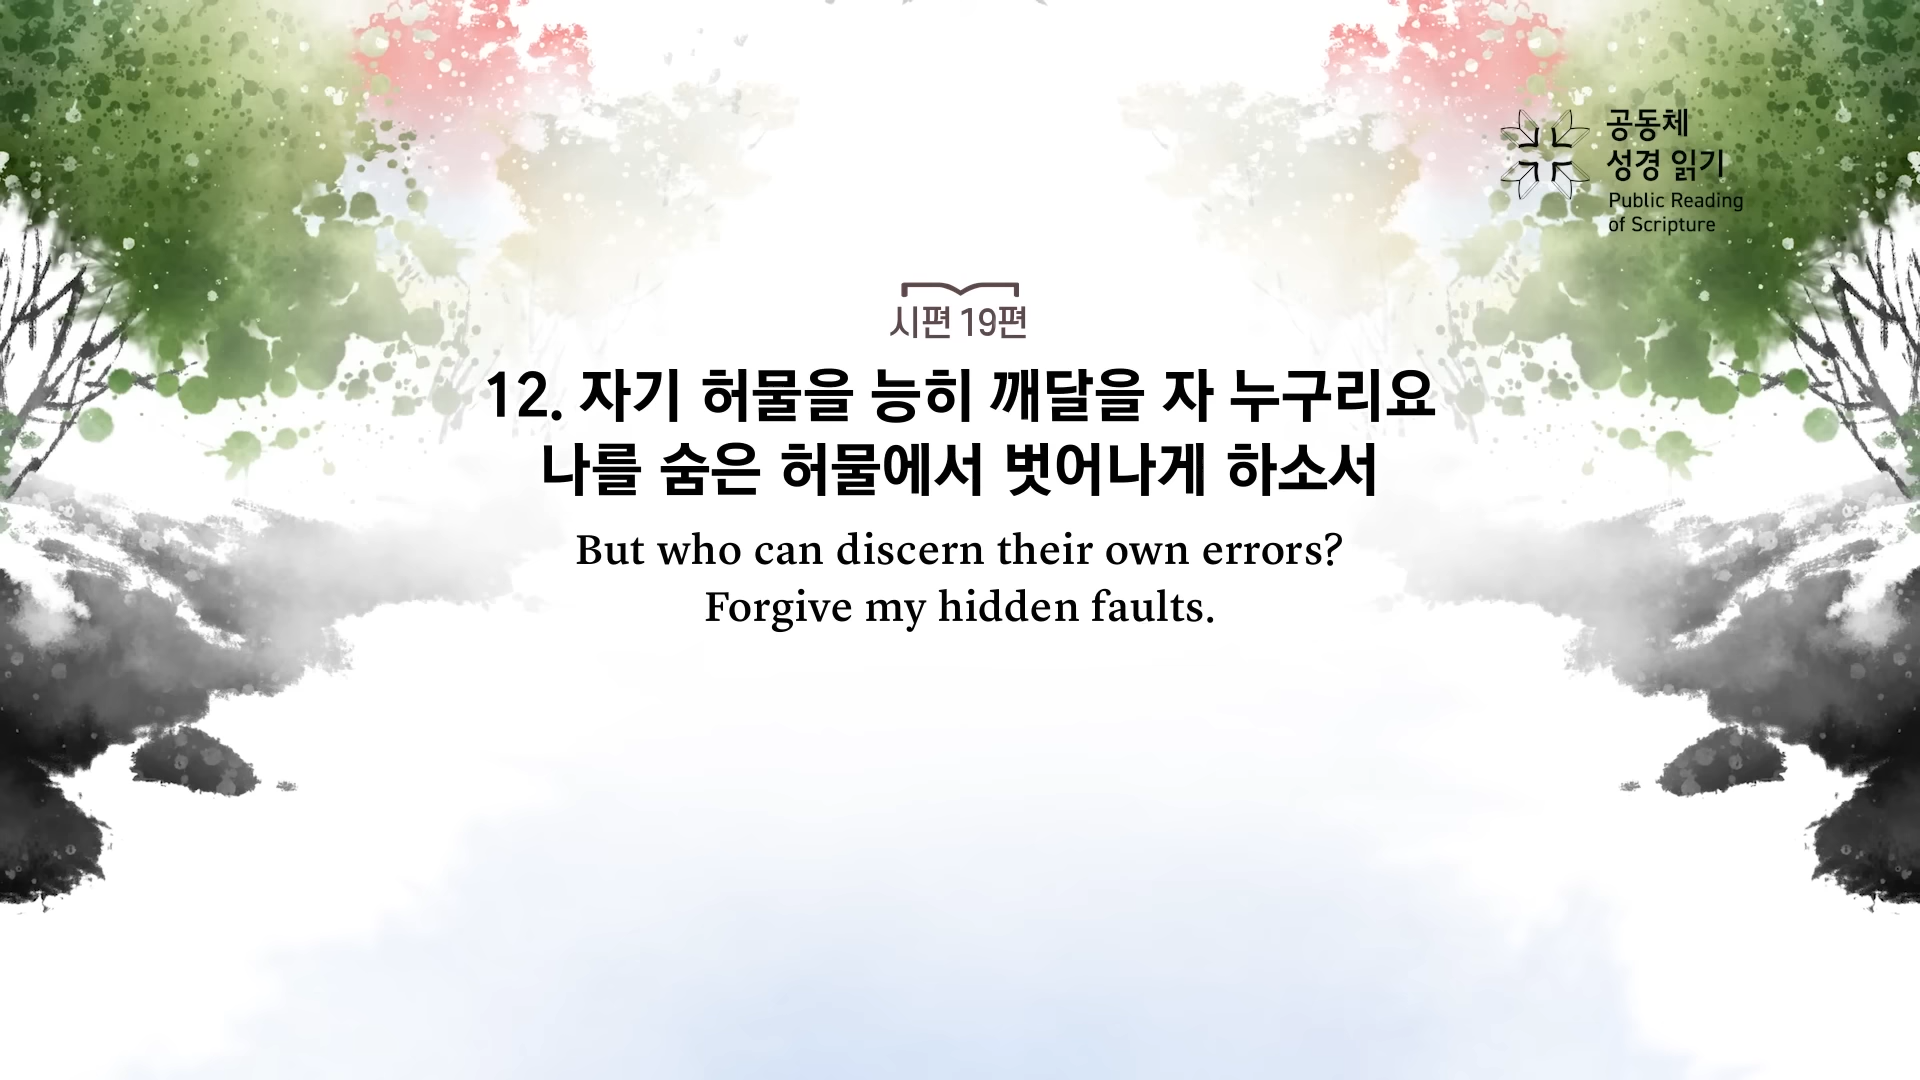 공동체
성경 읽기
Public Reading
of Scripture
시편 19편
12. 자기 허물을 능히 깨달을 자 누구리요
나를 숨은 허물에서 벗어나게 하소서
But who can discern their own errors?
Forgive my hidden faults.